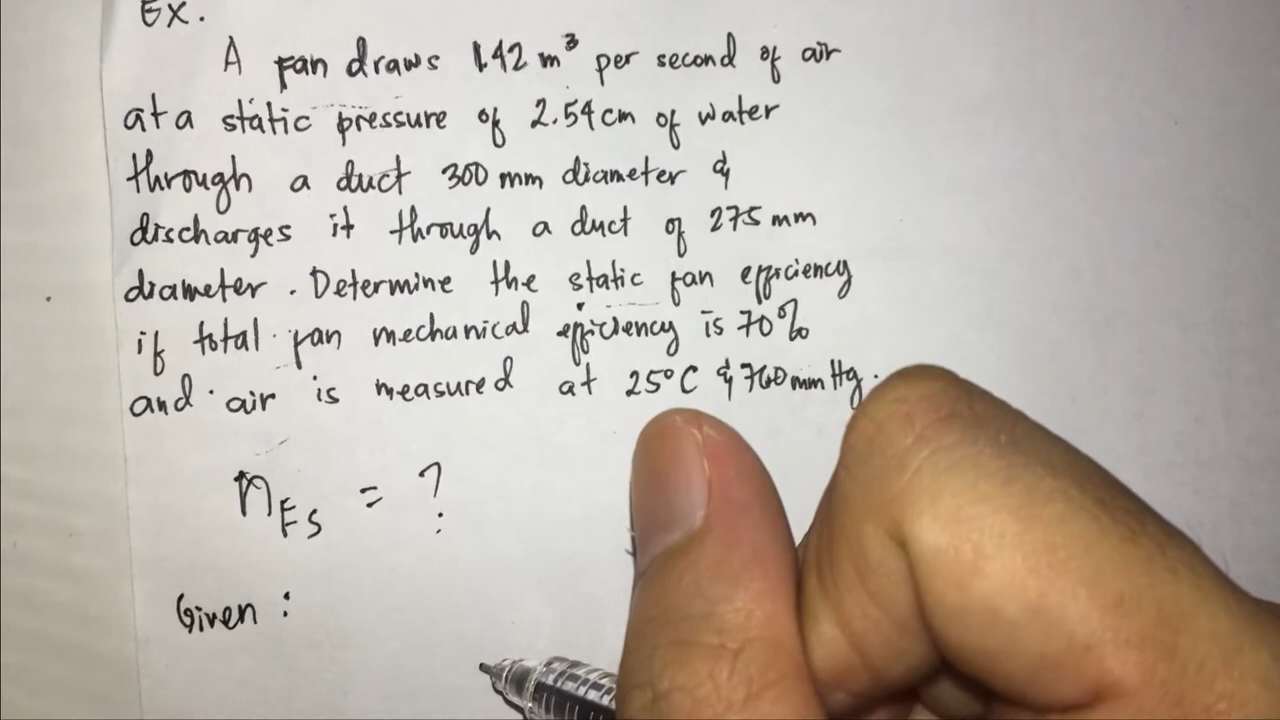 Ex.
A fan draws 1.42 m³ per second of air
at a static pressure of 2.54 cm of water
through a duct 300 mm diameter &
discharges it through a duct of 275 mm
diameter. Determine the static fan efficiency
if total fan mechanical efficiency is 70%
and air is measured at 25°C & 760 mm Hg.
η_FS = ?
Given :